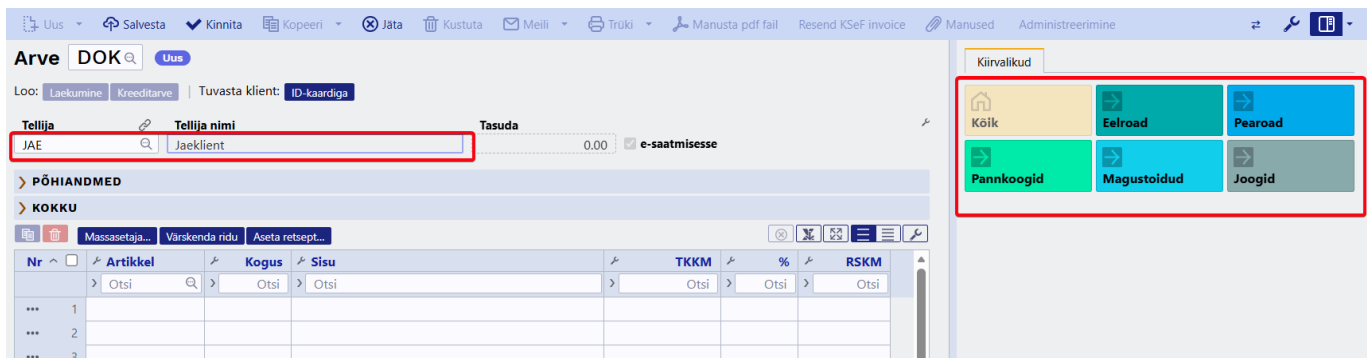 Uus Salvesta Kinnita Kopeeri Jäta Kustuta Meili Trüki Manusta pdf fail Resend KSeF invoice Manused Administreerimine
Arve DOK Uus
Loo: Laekumine Kreeditarve | Tuvasta klient: ID-kaardiga
Tellija Tellija nimi Tasuda
JAE Jaeklient 0.00 e-saatmisesse
PÕHIANDMED
KOKKU
Massasetaja... Värskenda ridu Aseta retsept...
Nr Artikkel Kogus Sisu TKKM % RSKM
Otsi Otsi Otsi Otsi Otsi Otsi
••• 1
••• 2
••• 3
Kiirvalikud
Kõik Eelroad Pearoad
Pannkoogid Magustoidud Joogid